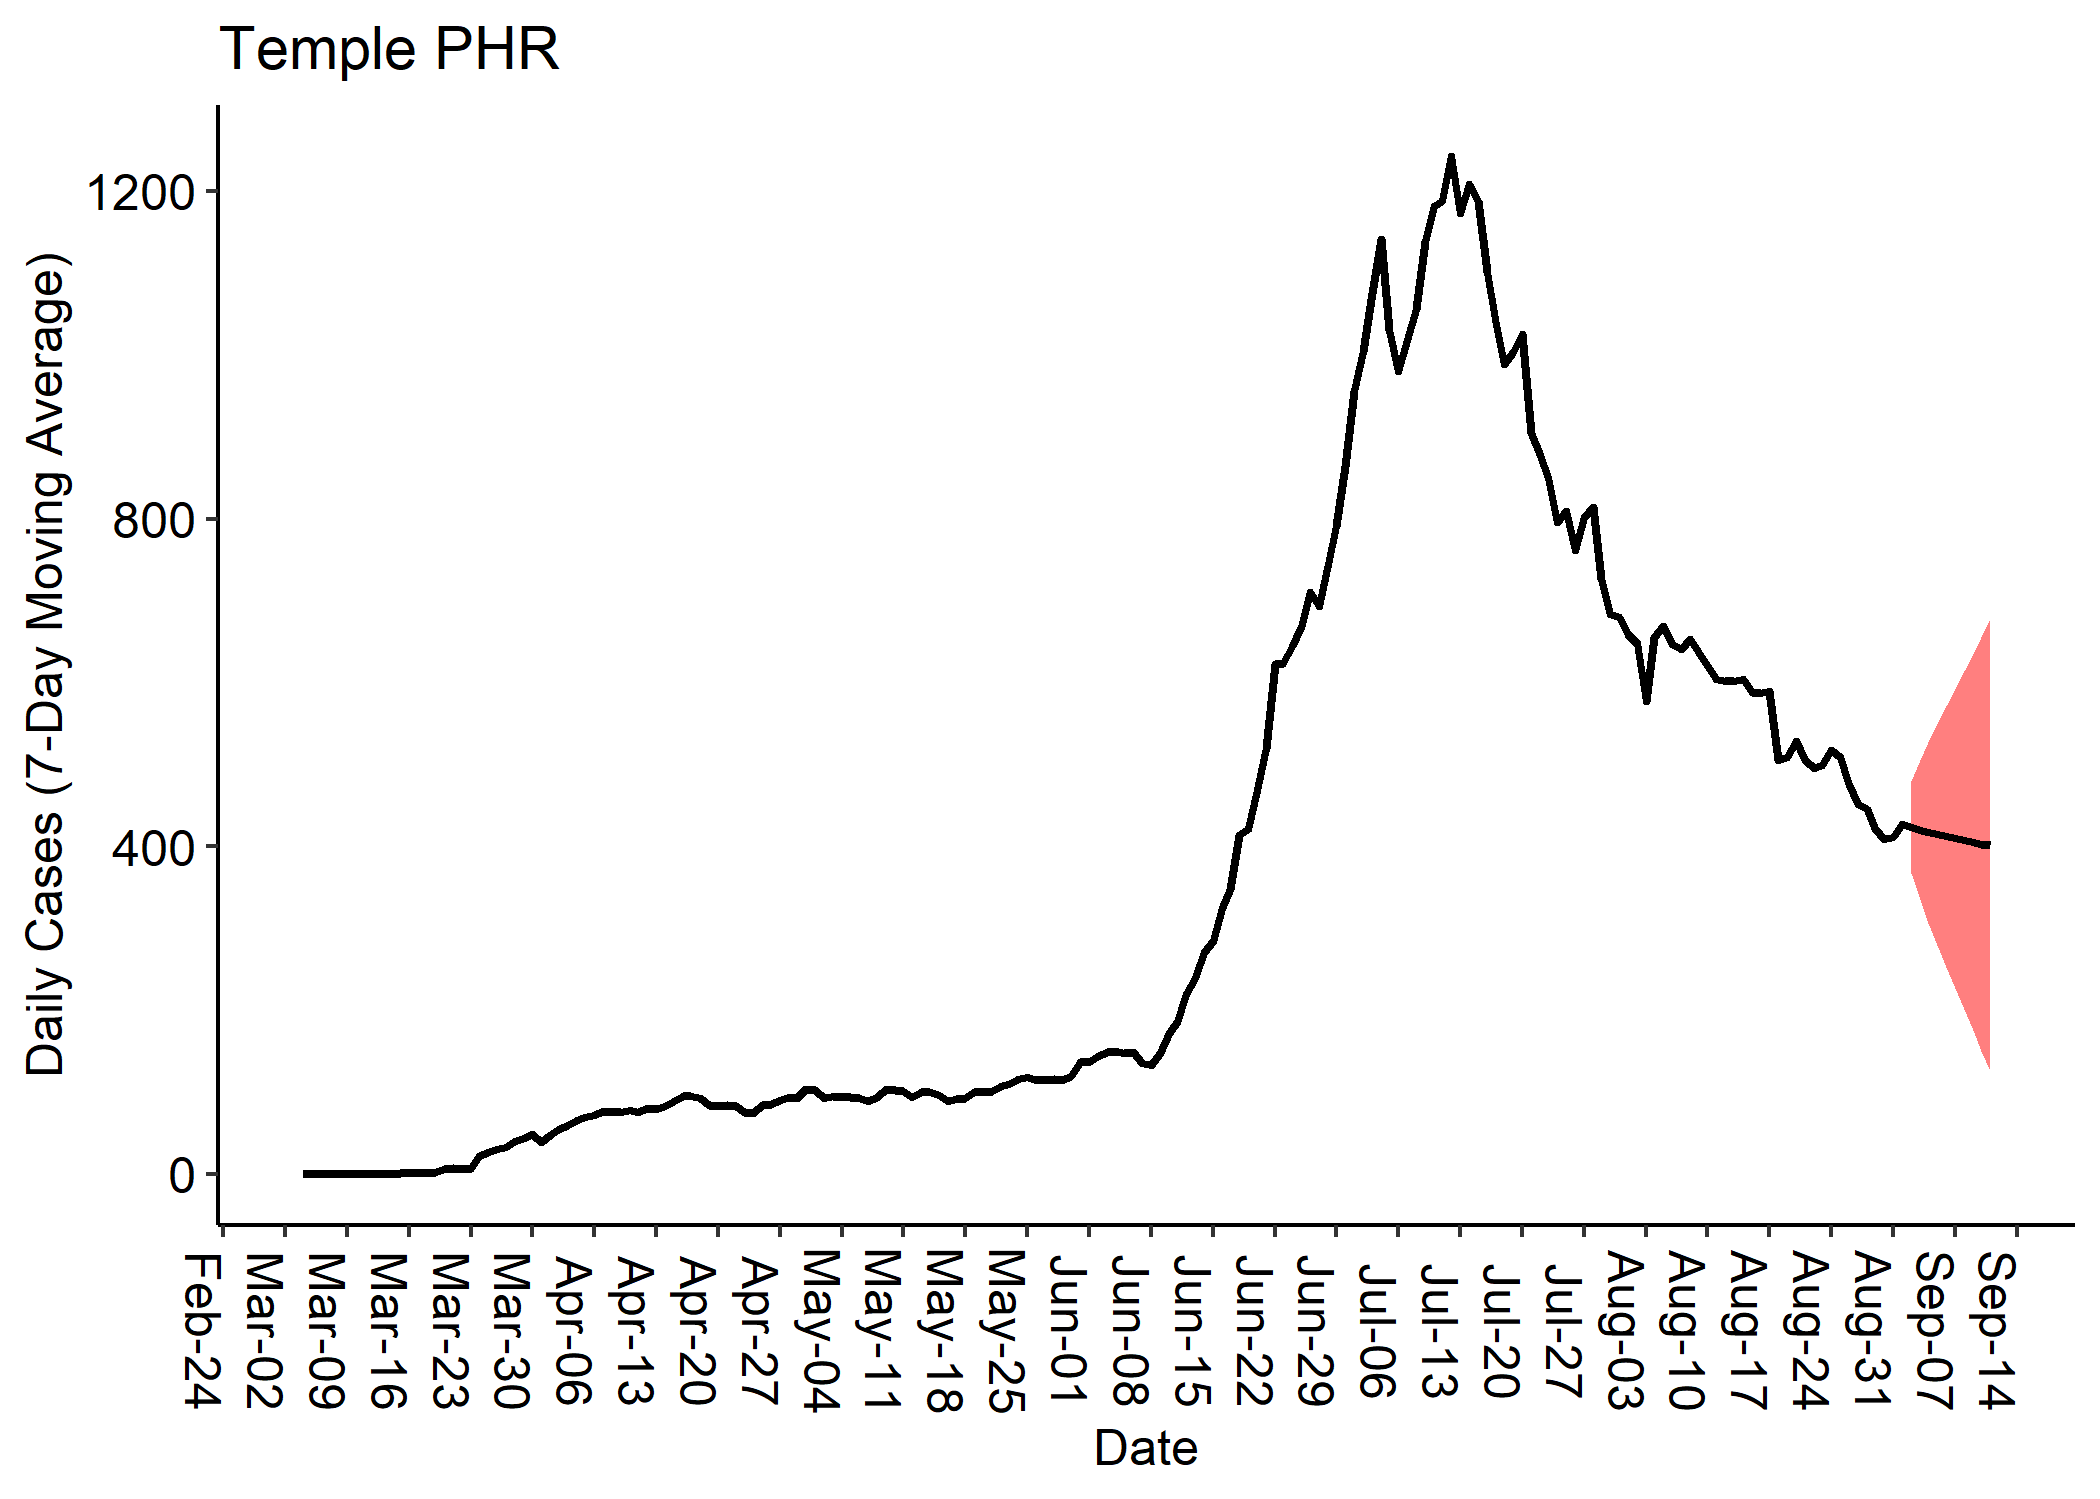 Temple PHR
Daily Cases (7-Day Moving Average)
1200
800
400
0
Feb-24
Mar-02
Mar-09
Mar-16
Mar-23
Mar-30
Apr-06
Apr-13
Apr-20
Apr-27
May-04
May-11
May-18
May-25
Jun-01
Jun-08
Jun-15
Jun-22
Jun-29
Jul-06
Jul-13
Jul-20
Jul-27
Aug-03
Aug-10
Aug-17
Aug-24
Aug-31
Sep-07
Sep-14
Date